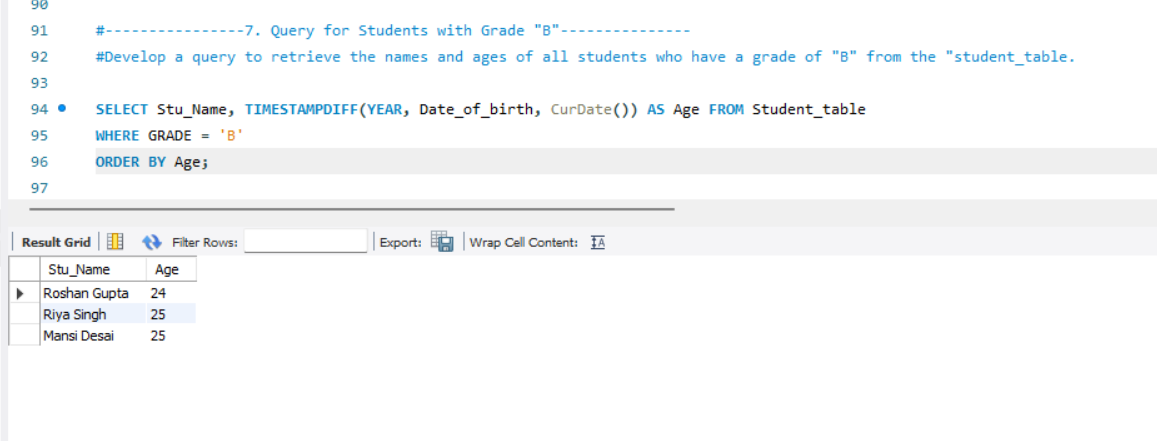 90
91 #----------------7. Query for Students with Grade "B"---------------
92 #Develop a query to retrieve the names and ages of all students who have a grade of "B" from the "student_table.
93
94 SELECT Stu_Name, TIMESTAMPDIFF(YEAR, Date_of_birth, CurDate()) AS Age FROM Student_table
95 WHERE GRADE = 'B'
96 ORDER BY Age;
97
Result Grid Filter Rows: Export: Wrap Cell Content: IA
Stu_Name Age
Roshan Gupta 24
Riya Singh 25
Mansi Desai 25